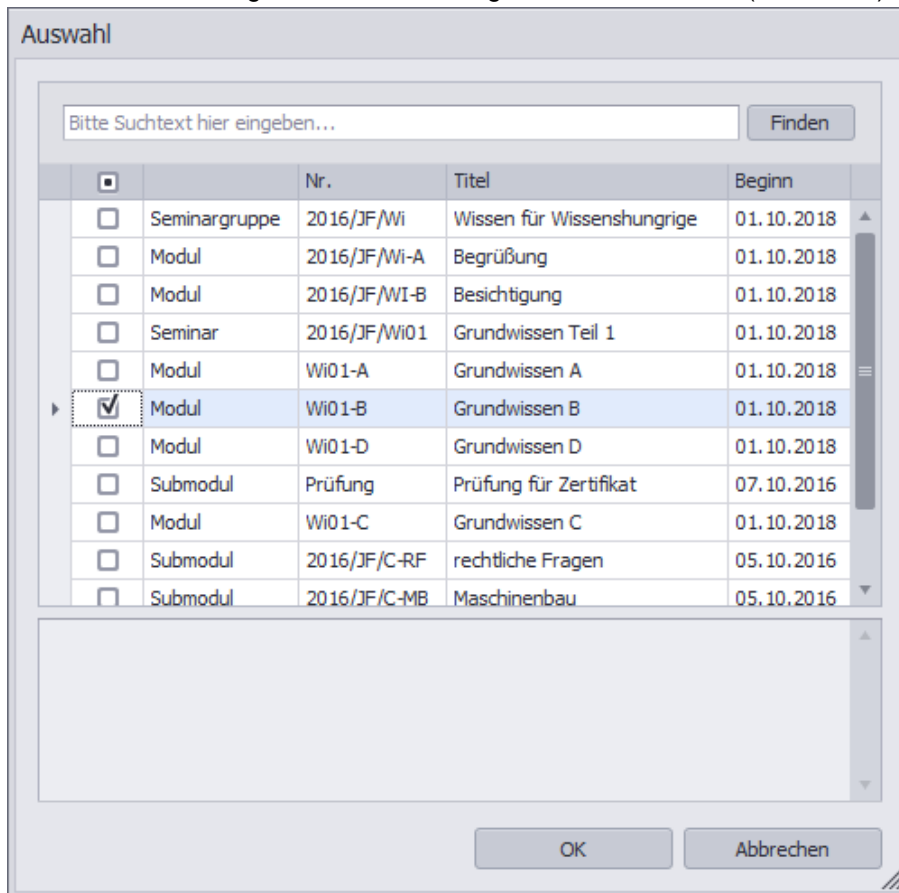 Auswahl
Bitte Suchtext hier eingeben... Finden
Nr. Titel Beginn
Seminargruppe 2016/JF/Wi Wissen für Wissenshungrige 01.10.2018
Modul 2016/JF/Wi-A Begrüßung 01.10.2018
Modul 2016/JF/WI-B Besichtigung 01.10.2018
Seminar 2016/JF/Wi01 Grundwissen Teil 1 01.10.2018
Modul Wi01-A Grundwissen A 01.10.2018
Modul Wi01-B Grundwissen B 01.10.2018
Modul Wi01-D Grundwissen D 01.10.2018
Submodul Prüfung Prüfung für Zertifikat 07.10.2016
Modul Wi01-C Grundwissen C 01.10.2018
Submodul 2016/JF/C-RF rechtliche Fragen 05.10.2016
Submodul 2016/JF/C-MB Maschinenbau 05.10.2016
OK Abbrechen